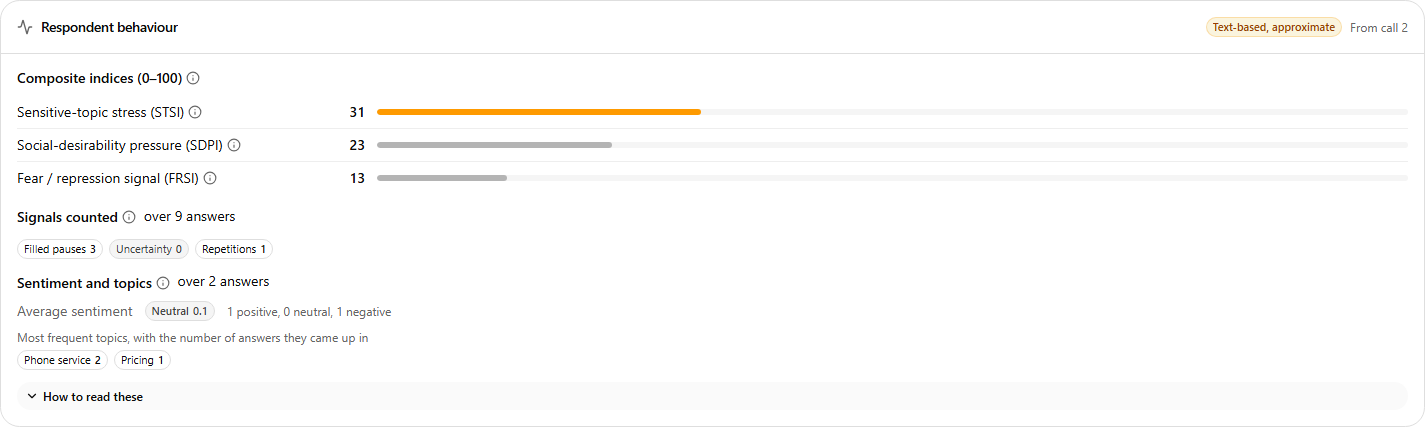 Respondent behaviour
Text-based, approximate
From call 2
Composite indices (0–100)
Sensitive-topic stress (STSI) 31
Social-desirability pressure (SDPI) 23
Fear / repression signal (FRSI) 13
Signals counted over 9 answers
Filled pauses 3 Uncertainty 0 Repetitions 1
Sentiment and topics over 2 answers
Average sentiment Neutral 0.1 1 positive, 0 neutral, 1 negative
Most frequent topics, with the number of answers they came up in
Phone service 2 Pricing 1
How to read these